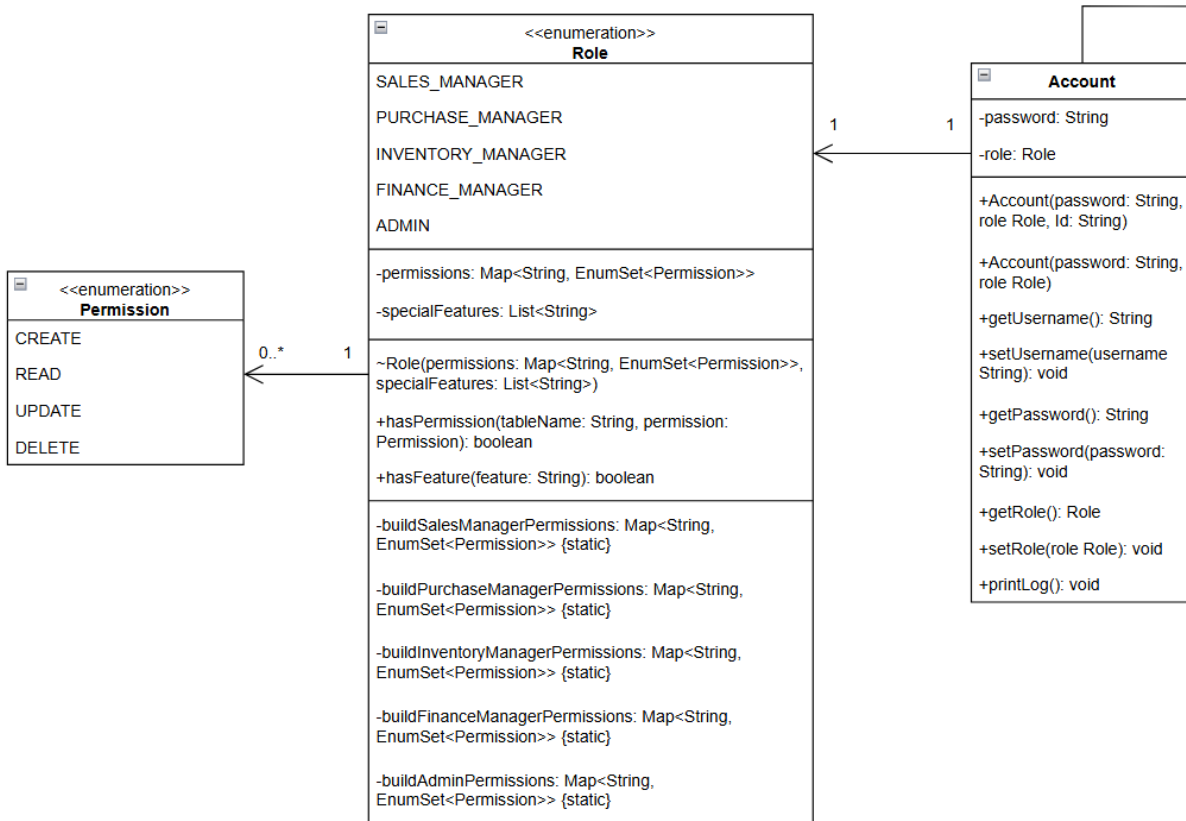 <<enumeration>>
Permission
CREATE
READ
UPDATE
DELETE
0..*
1
<<enumeration>>
Role
SALES_MANAGER
PURCHASE_MANAGER
INVENTORY_MANAGER
FINANCE_MANAGER
ADMIN
-permissions: Map<String, EnumSet<Permission>>
-specialFeatures: List<String>
~Role(permissions: Map<String, EnumSet<Permission>>,
specialFeatures: List<String>)
+hasPermission(tableName: String, permission:
Permission): boolean
+hasFeature(feature: String): boolean
-buildSalesManagerPermissions: Map<String,
EnumSet<Permission>> {static}
-buildPurchaseManagerPermissions: Map<String,
EnumSet<Permission>> {static}
-buildInventoryManagerPermissions: Map<String,
EnumSet<Permission>> {static}
-buildFinanceManagerPermissions: Map<String,
EnumSet<Permission>> {static}
-buildAdminPermissions: Map<String,
EnumSet<Permission>> {static}
1
1
Account
-password: String
-role: Role
+Account(password: String,
role Role, Id: String)
+Account(password: String,
role Role)
+getUsername(): String
+setUsername(username
String): void
+getPassword(): String
+setPassword(password:
String): void
+getRole(): Role
+setRole(role Role): void
+printLog(): void